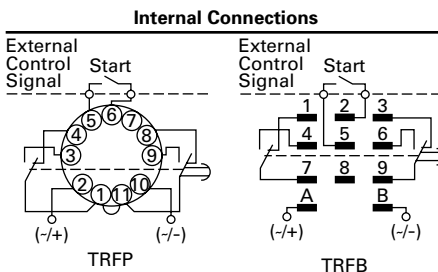 Internal Connections
External
Control
Signal
Start
5 6 7
4 8
3 9
2 10
1 11
(~/+) (~/-)
TRFP
External
Control
Signal
Start
1 2 3
4 5 6
7 8 9
A B
(~/+) (~/-)
TRFB